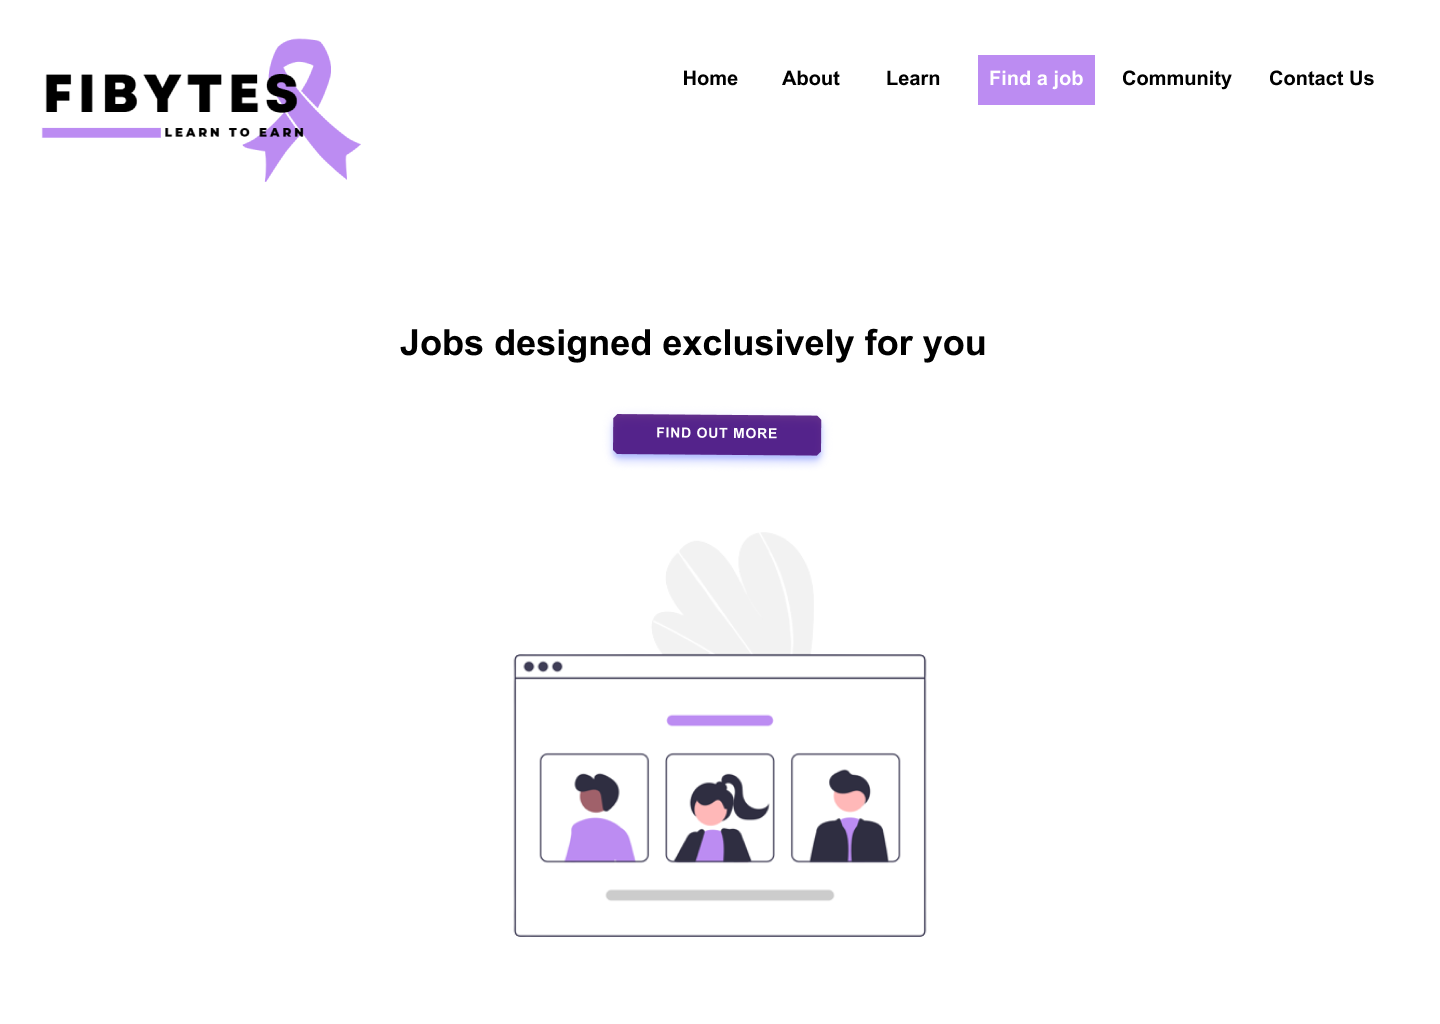 FIBYTES
LEARN TO EARN
Home About Learn Find a job Community Contact Us
Jobs designed exclusively for you
FIND OUT MORE